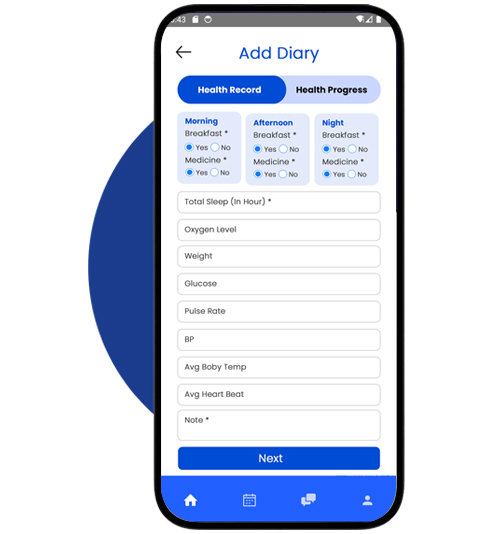 :43
Add Diary
Health Record Health Progress
Morning
Breakfast *
Yes No
Medicine *
Yes No
Afternoon
Breakfast *
Yes No
Medicine *
Yes No
Night
Breakfast *
Yes No
Medicine *
Yes No
Total Sleep (In Hour) *
Oxygen Level
Weight
Glucose
Pulse Rate
BP
Avg Boby Temp
Avg Heart Beat
Note *
Next